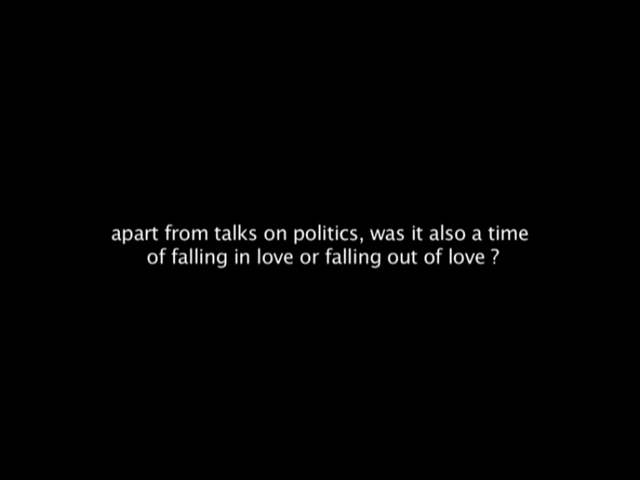 apart from talks on politics, was it also a time
of falling in love or falling out of love ?